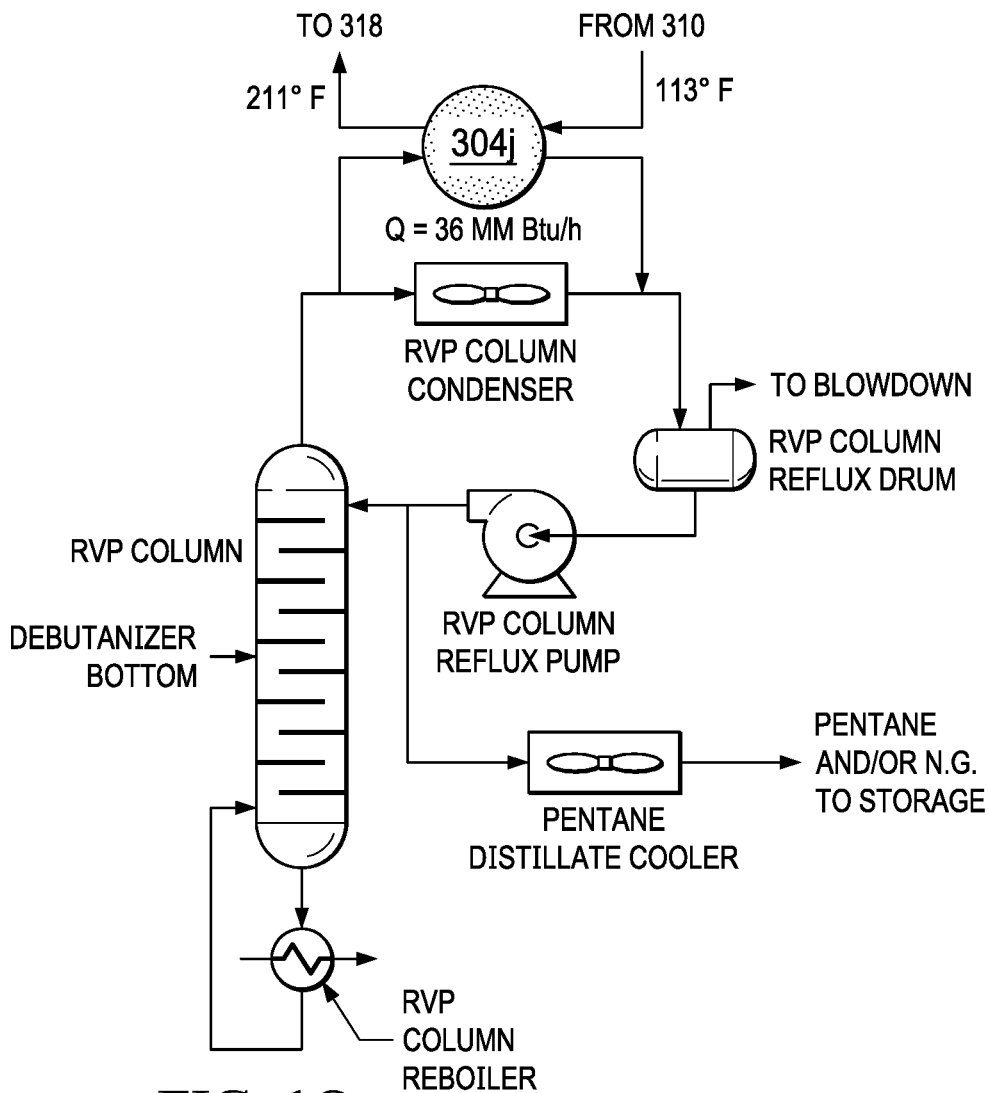 TO 318
FROM 310
211° F
113° F
304j
Q = 36 MM Btu/h
RVP COLUMN
CONDENSER
TO BLOWDOWN
RVP COLUMN
REFLUX DRUM
RVP COLUMN
RVP COLUMN
REFLUX PUMP
DEBUTANIZER
BOTTOM
PENTANE
AND/OR N.G.
TO STORAGE
PENTANE
DISTILLATE COOLER
RVP
COLUMN
REBOILER